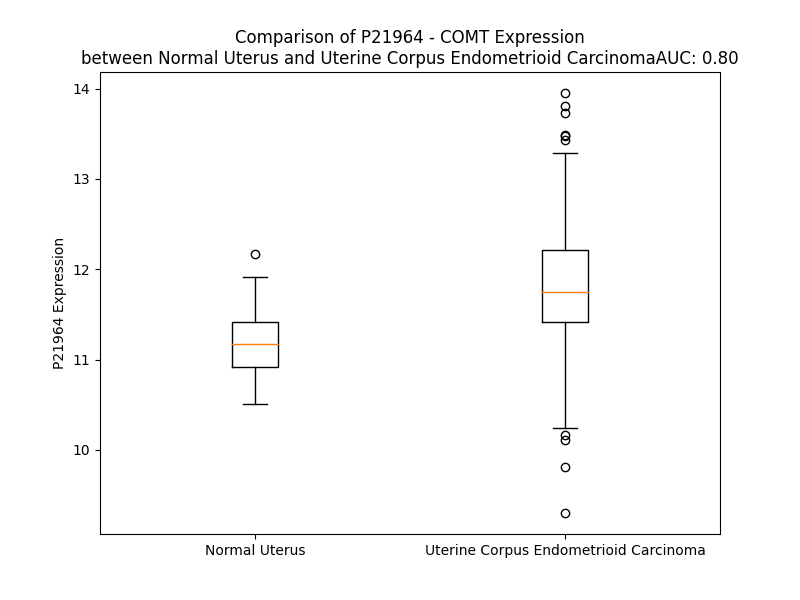 Comparison of P21964 - COMT Expression
between Normal Uterus and Uterine Corpus Endometrioid CarcinomaAUC: 0.80
14
13
12
11
10
P21964 Expression
Normal Uterus
Uterine Corpus Endometrioid Carcinoma